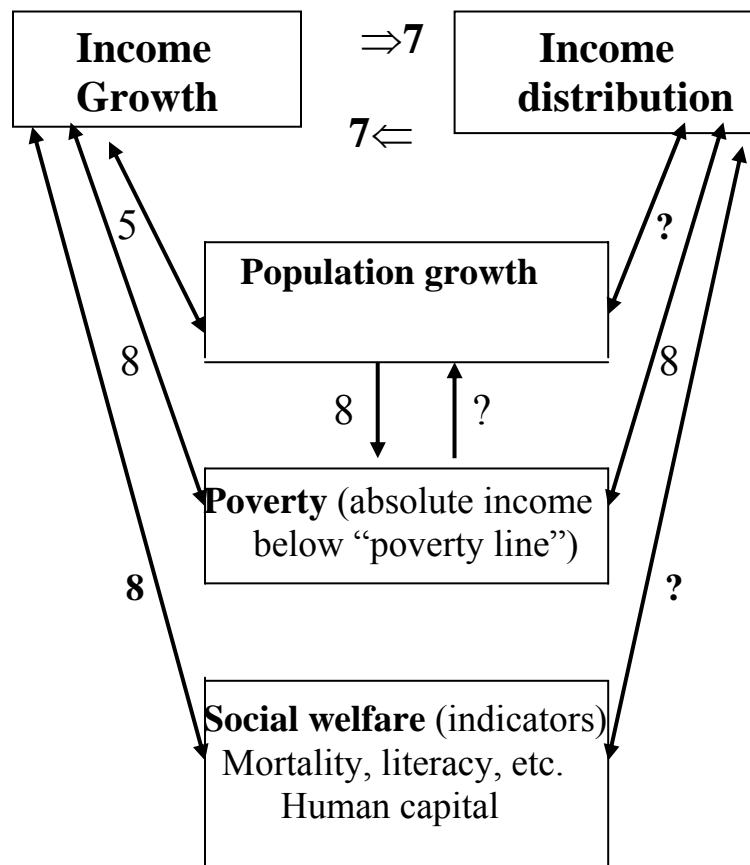 Income
Growth
⇒7
7⇐
Income
distribution
5
?
Population growth
8
8
8
?
Poverty (absolute income
below “poverty line”)
8
?
Social welfare (indicators)
Mortality, literacy, etc.
Human capital